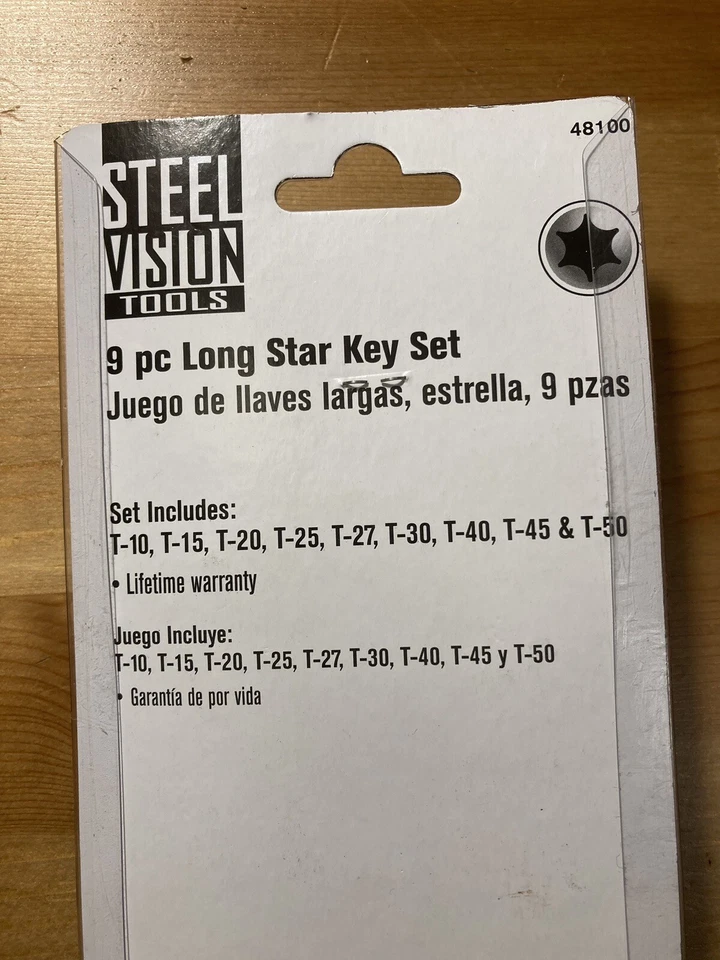 48100
STEEL
VISION
TOOLS
9 pc Long Star Key Set
Juego de llaves largas, estrella, 9 pzas
Set Includes:
T-10, T-15, T-20, T-25, T-27, T-30, T-40, T-45 & T-50
• Lifetime warranty
Juego Incluye:
T-10, T-15, T-20, T-25, T-27, T-30, T-40, T-45 y T-50
• Garantía de por vida